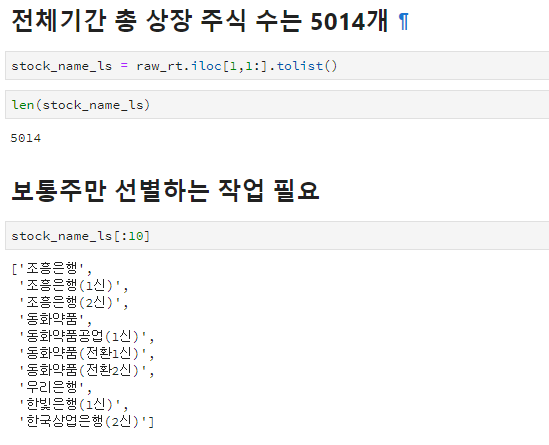 전체기간 총 상장 주식 수는 5014개 ¶
stock_name_ls = raw_rt.iloc[1,1:].tolist()
len(stock_name_ls)
5014
보통주만 선별하는 작업 필요
stock_name_ls[:10]
['조흥은행',
'조흥은행(1신)',
'조흥은행(2신)',
'동화약품',
'동화약품공업(1신)',
'동화약품(전환1신)',
'동화약품(전환2신)',
'우리은행',
'한빛은행(1신)',
'한국상업은행(2신)']